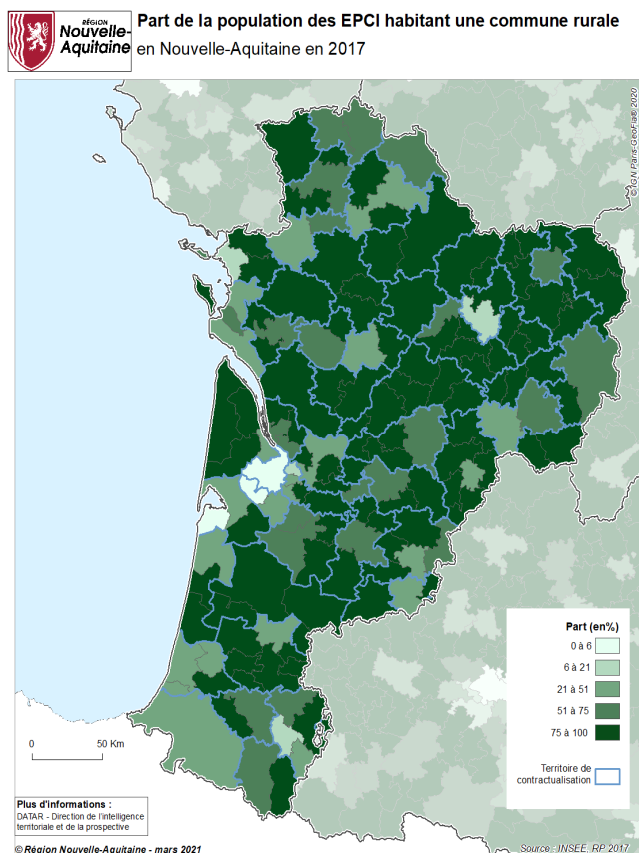 RÉGION
Nouvelle-
Aquitaine
Part de la population des EPCI habitant une commune rurale
en Nouvelle-Aquitaine en 2017
© IGN Paris-GéoFla® 2020
Part (en%)
0 à 6
6 à 21
21 à 51
51 à 75
75 à 100
Territoire de
contractualisation
0
50 Km
Plus d'informations :
DATAR - Direction de l'intelligence
territoriale et de la prospective
© Région Nouvelle-Aquitaine - mars 2021
Source : INSEE, RP 2017